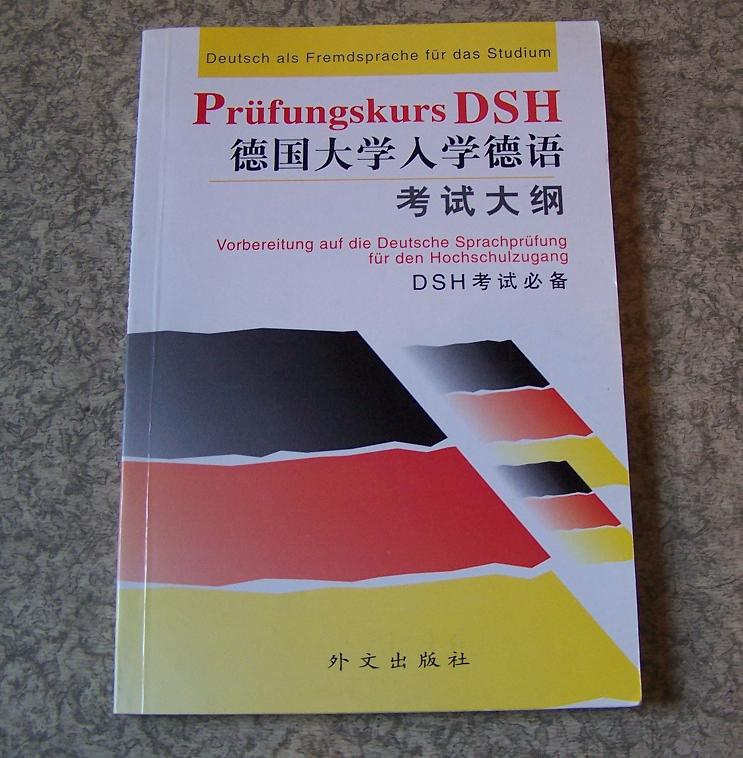 Deutsch als Fremdsprache für das Studium
Prüfungskurs DSH
德国大学入学德语
考试大纲
Vorbereitung auf die Deutsche Sprachprüfung
für den Hochschulzugang
DSH考试必备
外文出版社